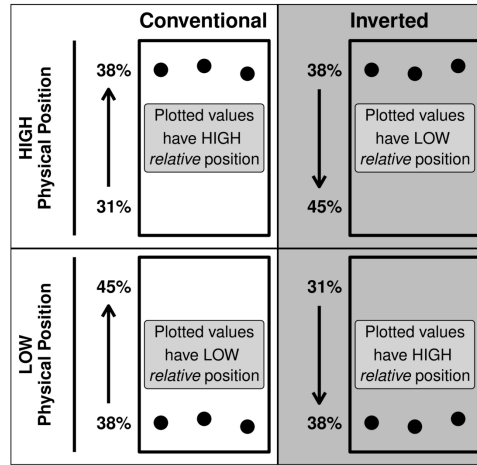 Conventional
Inverted
HIGH
Physical Position
38%
Plotted values
have HIGH
relative position
31%
38%
Plotted values
have LOW
relative position
45%
LOW
Physical Position
45%
Plotted values
have LOW
relative position
38%
31%
Plotted values
have HIGH
relative position
38%